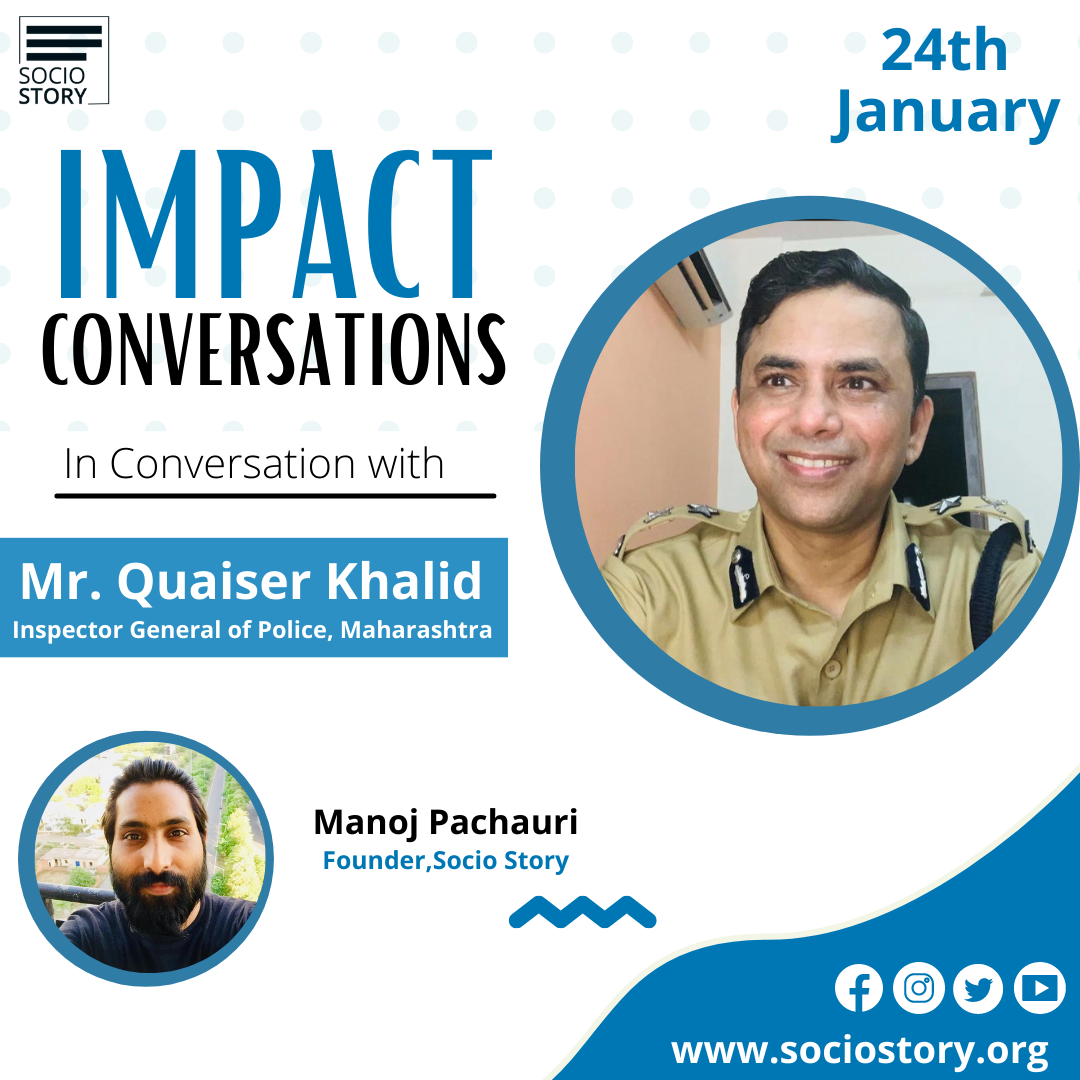 SOCIO
STORY
24th
January
IMPACT
CONVERSATIONS
In Conversation with
Mr. Quaiser Khalid
Inspector General of Police, Maharashtra
Manoj Pachauri
Founder,Socio Story
www.sociostory.org